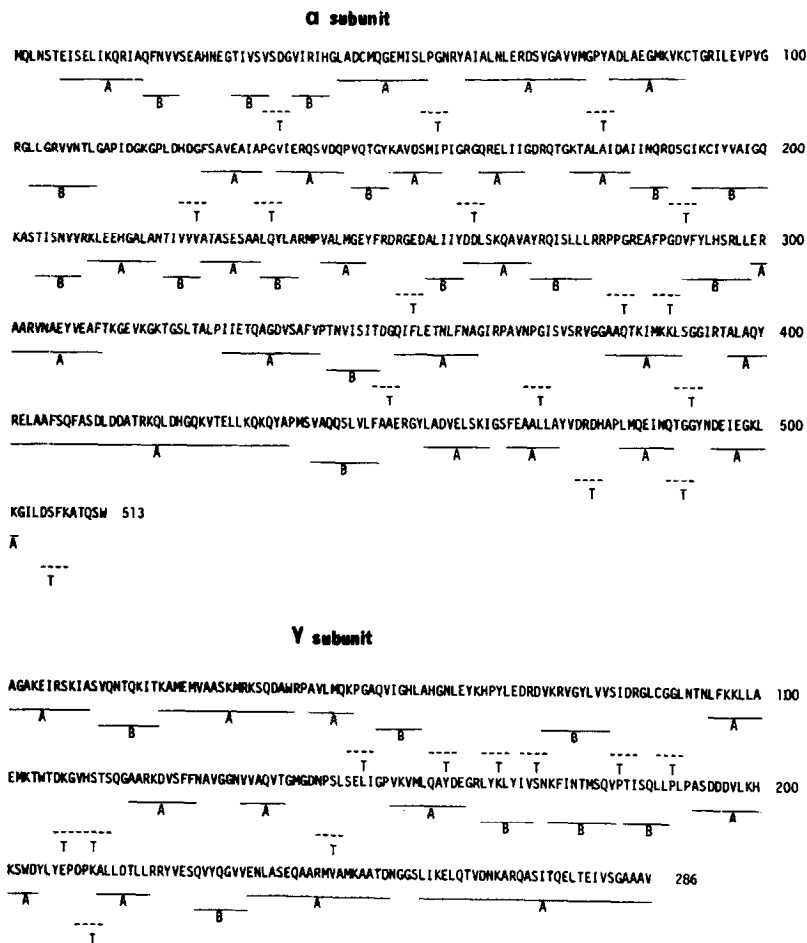 α subunit
MQLNSTEISELIKQRIAQFNVVSEAHNEGTIVSVSDGVIRIHGLADCMQGEMISLPGNRYAIALNLERDSVGAVVMGPYADLAEGMKVKCTGRILEVPVG 100
A A A A
B B B
T T T
RGLLGRVVNTLGAPIDGKGPLDHDGFSAVEAIAPGVIERQSVDQPVQTGYKAVDSMIPIGRGQRELIIGDRQTGKTALAIDAIINQRDSGIKCIYVAIGQ 200
A A A A A
B B B B
T T T T
KASTISNVVRKLEEHGALANTIVVVATASESAALQYLARMPVALMGEYFRDRGEDALIIYDDLSKQAVAYRQISLLLRRPPGREAFPGDVFYLHSRLLER 300
A A A A A
B B B B B B
T T T
AARVNAEYVEAFTKGEVKGKTGSLTALPIIETQAGDVSAFVPTNVISITDGQIFLETNLFNAGIRPAVNPGISVSRVGGAAQTKIMKKLSGGIRTALAQY 400
A A A A A
B
T T T
RELAAFSQFASDLDDATRKQLDHGQKVTELLKQKQYAPMSVAQQSLVLFAAERGYLADVELSKIGSFEAALLAYVDRDHAPLMQEINQTGGYNDEIEGKL 500
A A A A A
B
T T
KGILDSFKATQSW 513
A
T
γ subunit
AGAKEIRSKIASVQNTQKITKAMEMVAASKMRKSQDAWRPAVLMQKPGAQVIGHLAHGNLEYKHPYLEDRDVKRVGYLVVSIDRGLCGGLNTNLFKKLLA 100
A A A A
B B B
T T T T T T
EMKTWTDKGVHSTSQGAARKDVSFFNAVGGNVVAQVTGMGDNPSLSELIGPVKVMLQAYDEGRLYKLYIVSNKFINTMSQVPTISQLLPLPASDDDVLKH 200
A A A A
B B B
T T T
KSWDYLYEPDPKALLDTLLRRYVESQVYQGVVENLASEQAARMVAMKAATDNGGSLIKELQTVDNKARQASITQELTEIVSGAAAV 286
A A A A
B
T